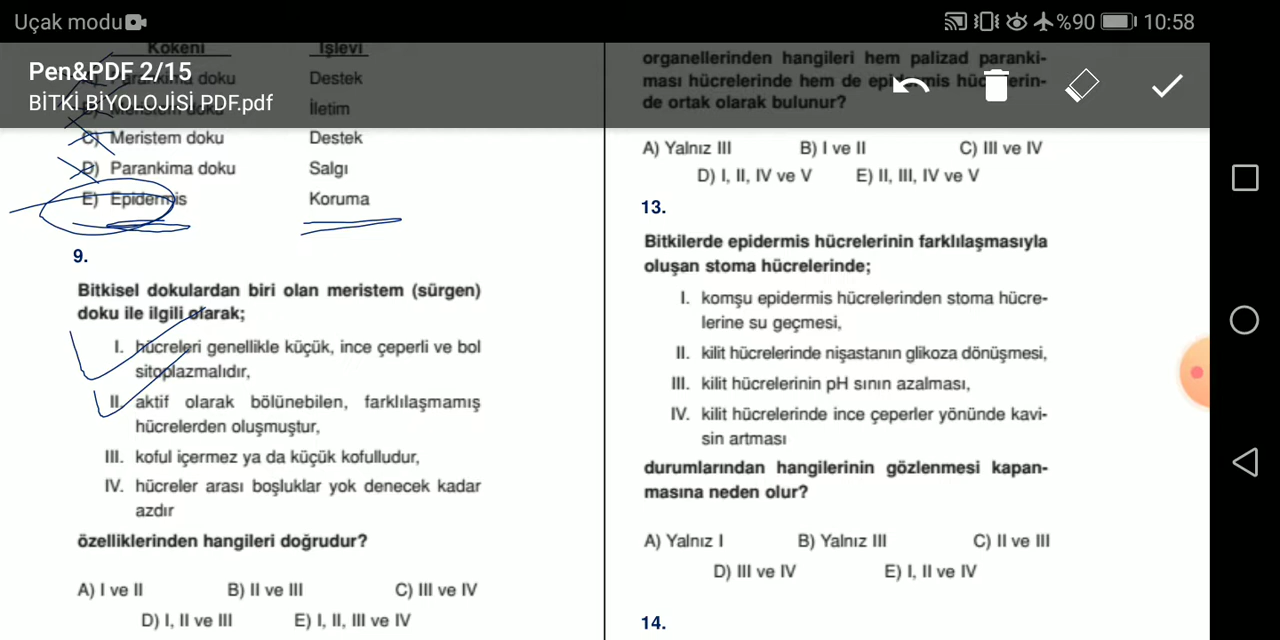 Uçak modu
%90 10:58
Pen&PDF 2/15
BİTKİ BİYOLOJİSİ PDF.pdf
Kökeni İşlevi
Parankima doku Destek
B) Meristem doku İletim
C) Meristem doku Destek
D) Parankima doku Salgı
E) Epidermis Koruma
9.
Bitkisel dokulardan biri olan meristem (sürgen)
doku ile ilgili olarak;
I. hücreleri genellikle küçük, ince çeperli ve bol
sitoplazmalıdır,
II. aktif olarak bölünebilen, farklılaşmamış
hücrelerden oluşmuştur,
III. koful içermez ya da küçük kofulludur,
IV. hücreler arası boşluklar yok denecek kadar
azdır
özelliklerinden hangileri doğrudur?
A) I ve II B) II ve III C) III ve IV
D) I, II ve III E) I, II, III ve IV
organellerinden hangileri hem palizad paranki-
ması hücrelerinde hem de epidermis hücrelerin-
de ortak olarak bulunur?
A) Yalnız III B) I ve II C) III ve IV
D) I, II, IV ve V E) II, III, IV ve V
13.
Bitkilerde epidermis hücrelerinin farklılaşmasıyla
oluşan stoma hücrelerinde;
I. komşu epidermis hücrelerinden stoma hücre-
lerine su geçmesi,
II. kilit hücrelerinde nişastanın glikoza dönüşmesi,
III. kilit hücrelerinin pH sının azalması,
IV. kilit hücrelerinde ince çeperler yönünde kavi-
sin artması
durumlarından hangilerinin gözlenmesi kapan-
masına neden olur?
A) Yalnız I B) Yalnız III C) II ve III
D) III ve IV E) I, II ve IV
14.